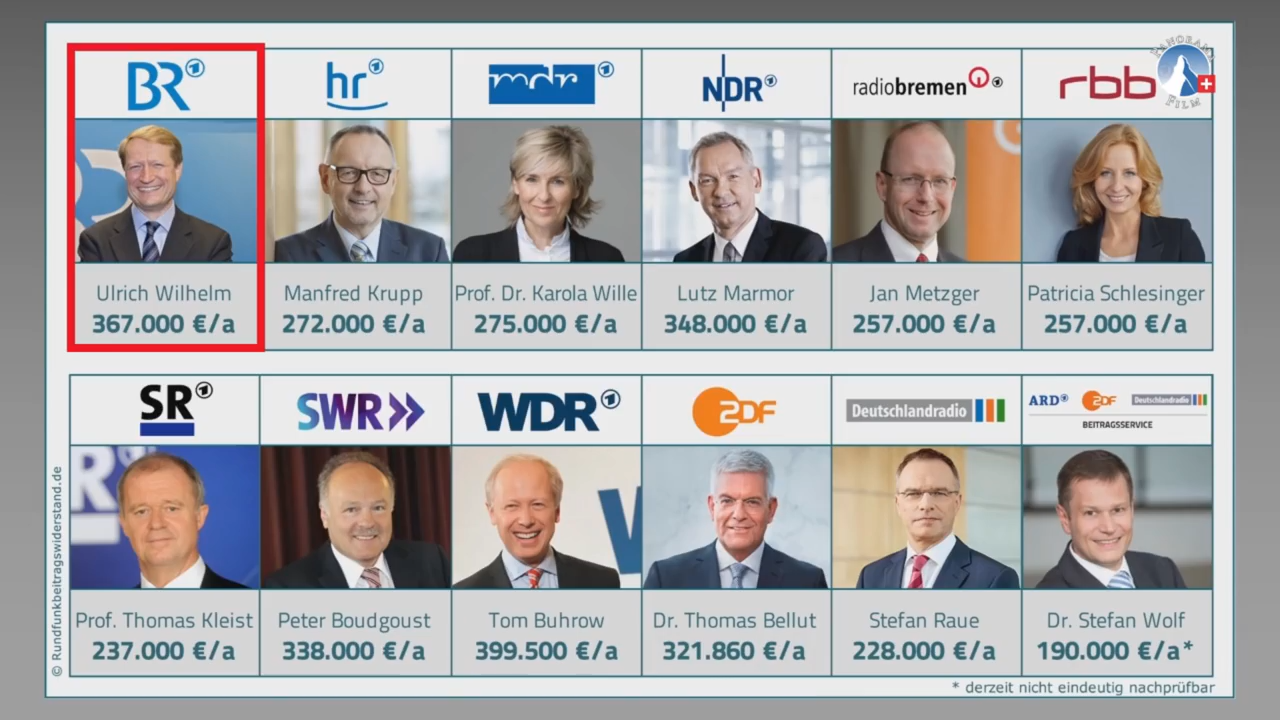 BR
hr
mdr
NDR
radiobremen
rbb
PANORAMA
FILM
Ulrich Wilhelm
367.000 €/a
Manfred Krupp
272.000 €/a
Prof. Dr. Karola Wille
275.000 €/a
Lutz Marmor
348.000 €/a
Jan Metzger
257.000 €/a
Patricia Schlesinger
257.000 €/a
SR
SWR
WDR
ZDF
Deutschlandradio
ARD ZDF Deutschlandradio
BEITRAGSSERVICE
Prof. Thomas Kleist
237.000 €/a
Peter Boudgoust
338.000 €/a
Tom Buhrow
399.500 €/a
Dr. Thomas Bellut
321.860 €/a
Stefan Raue
228.000 €/a
Dr. Stefan Wolf
190.000 €/a*
© Rundfunkbeitragswiderstand.de
* derzeit nicht eindeutig nachprüfbar